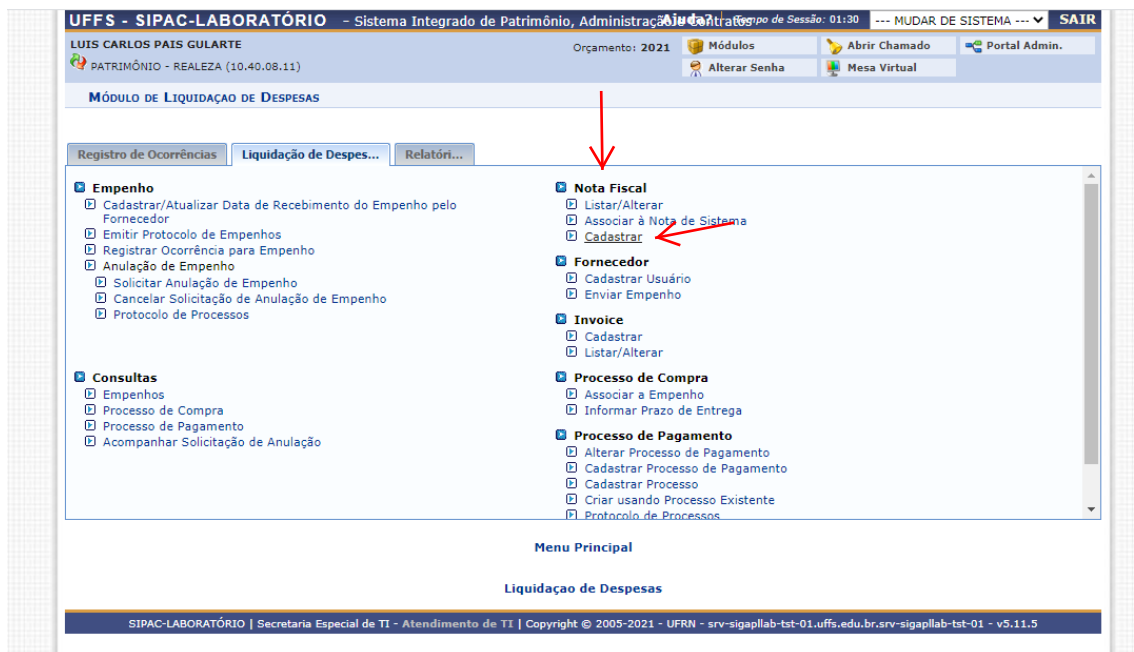 UFFS - SIPAC-LABORATÓRIO - Sistema Integrado de Patrimônio, Administração e Contratos
Ajuda? Tempo de Sessão: 01:30 --- MUDAR DE SISTEMA --- SAIR
LUIS CARLOS PAIS GULARTE
Orçamento: 2021 Módulos Abrir Chamado Portal Admin.
PATRIMÔNIO - REALEZA (10.40.08.11)
Alterar Senha Mesa Virtual
MÓDULO DE LIQUIDAÇAO DE DESPESAS
Registro de Ocorrências Liquidação de Despes... Relatóri...
Empenho
Cadastrar/Atualizar Data de Recebimento do Empenho pelo
Fornecedor
Emitir Protocolo de Empenhos
Registrar Ocorrência para Empenho
Anulação de Empenho
Solicitar Anulação de Empenho
Cancelar Solicitação de Anulação de Empenho
Protocolo de Processos
Nota Fiscal
Listar/Alterar
Associar à Nota de Sistema
Cadastrar
Fornecedor
Cadastrar Usuário
Enviar Empenho
Invoice
Cadastrar
Listar/Alterar
Consultas
Empenhos
Processo de Compra
Processo de Pagamento
Acompanhar Solicitação de Anulação
Processo de Compra
Associar a Empenho
Informar Prazo de Entrega
Processo de Pagamento
Alterar Processo de Pagamento
Cadastrar Processo de Pagamento
Cadastrar Processo
Criar usando Processo Existente
Protocolo de Processos
Menu Principal
Liquidaçao de Despesas
SIPAC-LABORATÓRIO | Secretaria Especial de TI - Atendimento de TI | Copyright © 2005-2021 - UFRN - srv-sigapllab-tst-01.uffs.edu.br.srv-sigapllab-tst-01 - v5.11.5